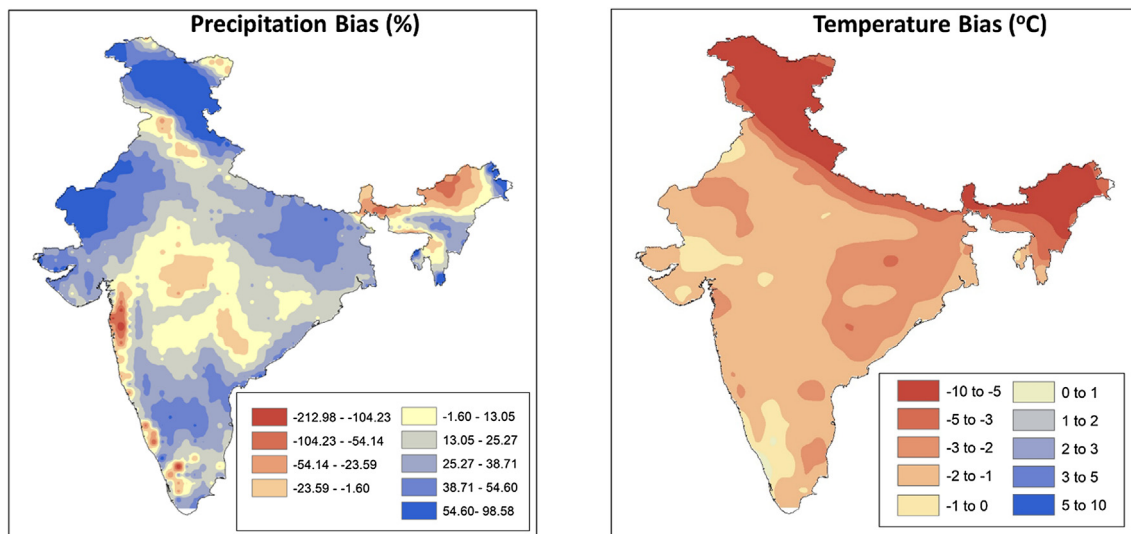 Precipitation Bias (%)
-212.98 - -104.23
-104.23 - -54.14
-54.14 - -23.59
-23.59 - -1.60
-1.60 - 13.05
13.05 - 25.27
25.27 - 38.71
38.71 - 54.60
54.60- 98.58
Temperature Bias (°C)
-10 to -5
-5 to -3
-3 to -2
-2 to -1
-1 to 0
0 to 1
1 to 2
2 to 3
3 to 5
5 to 10